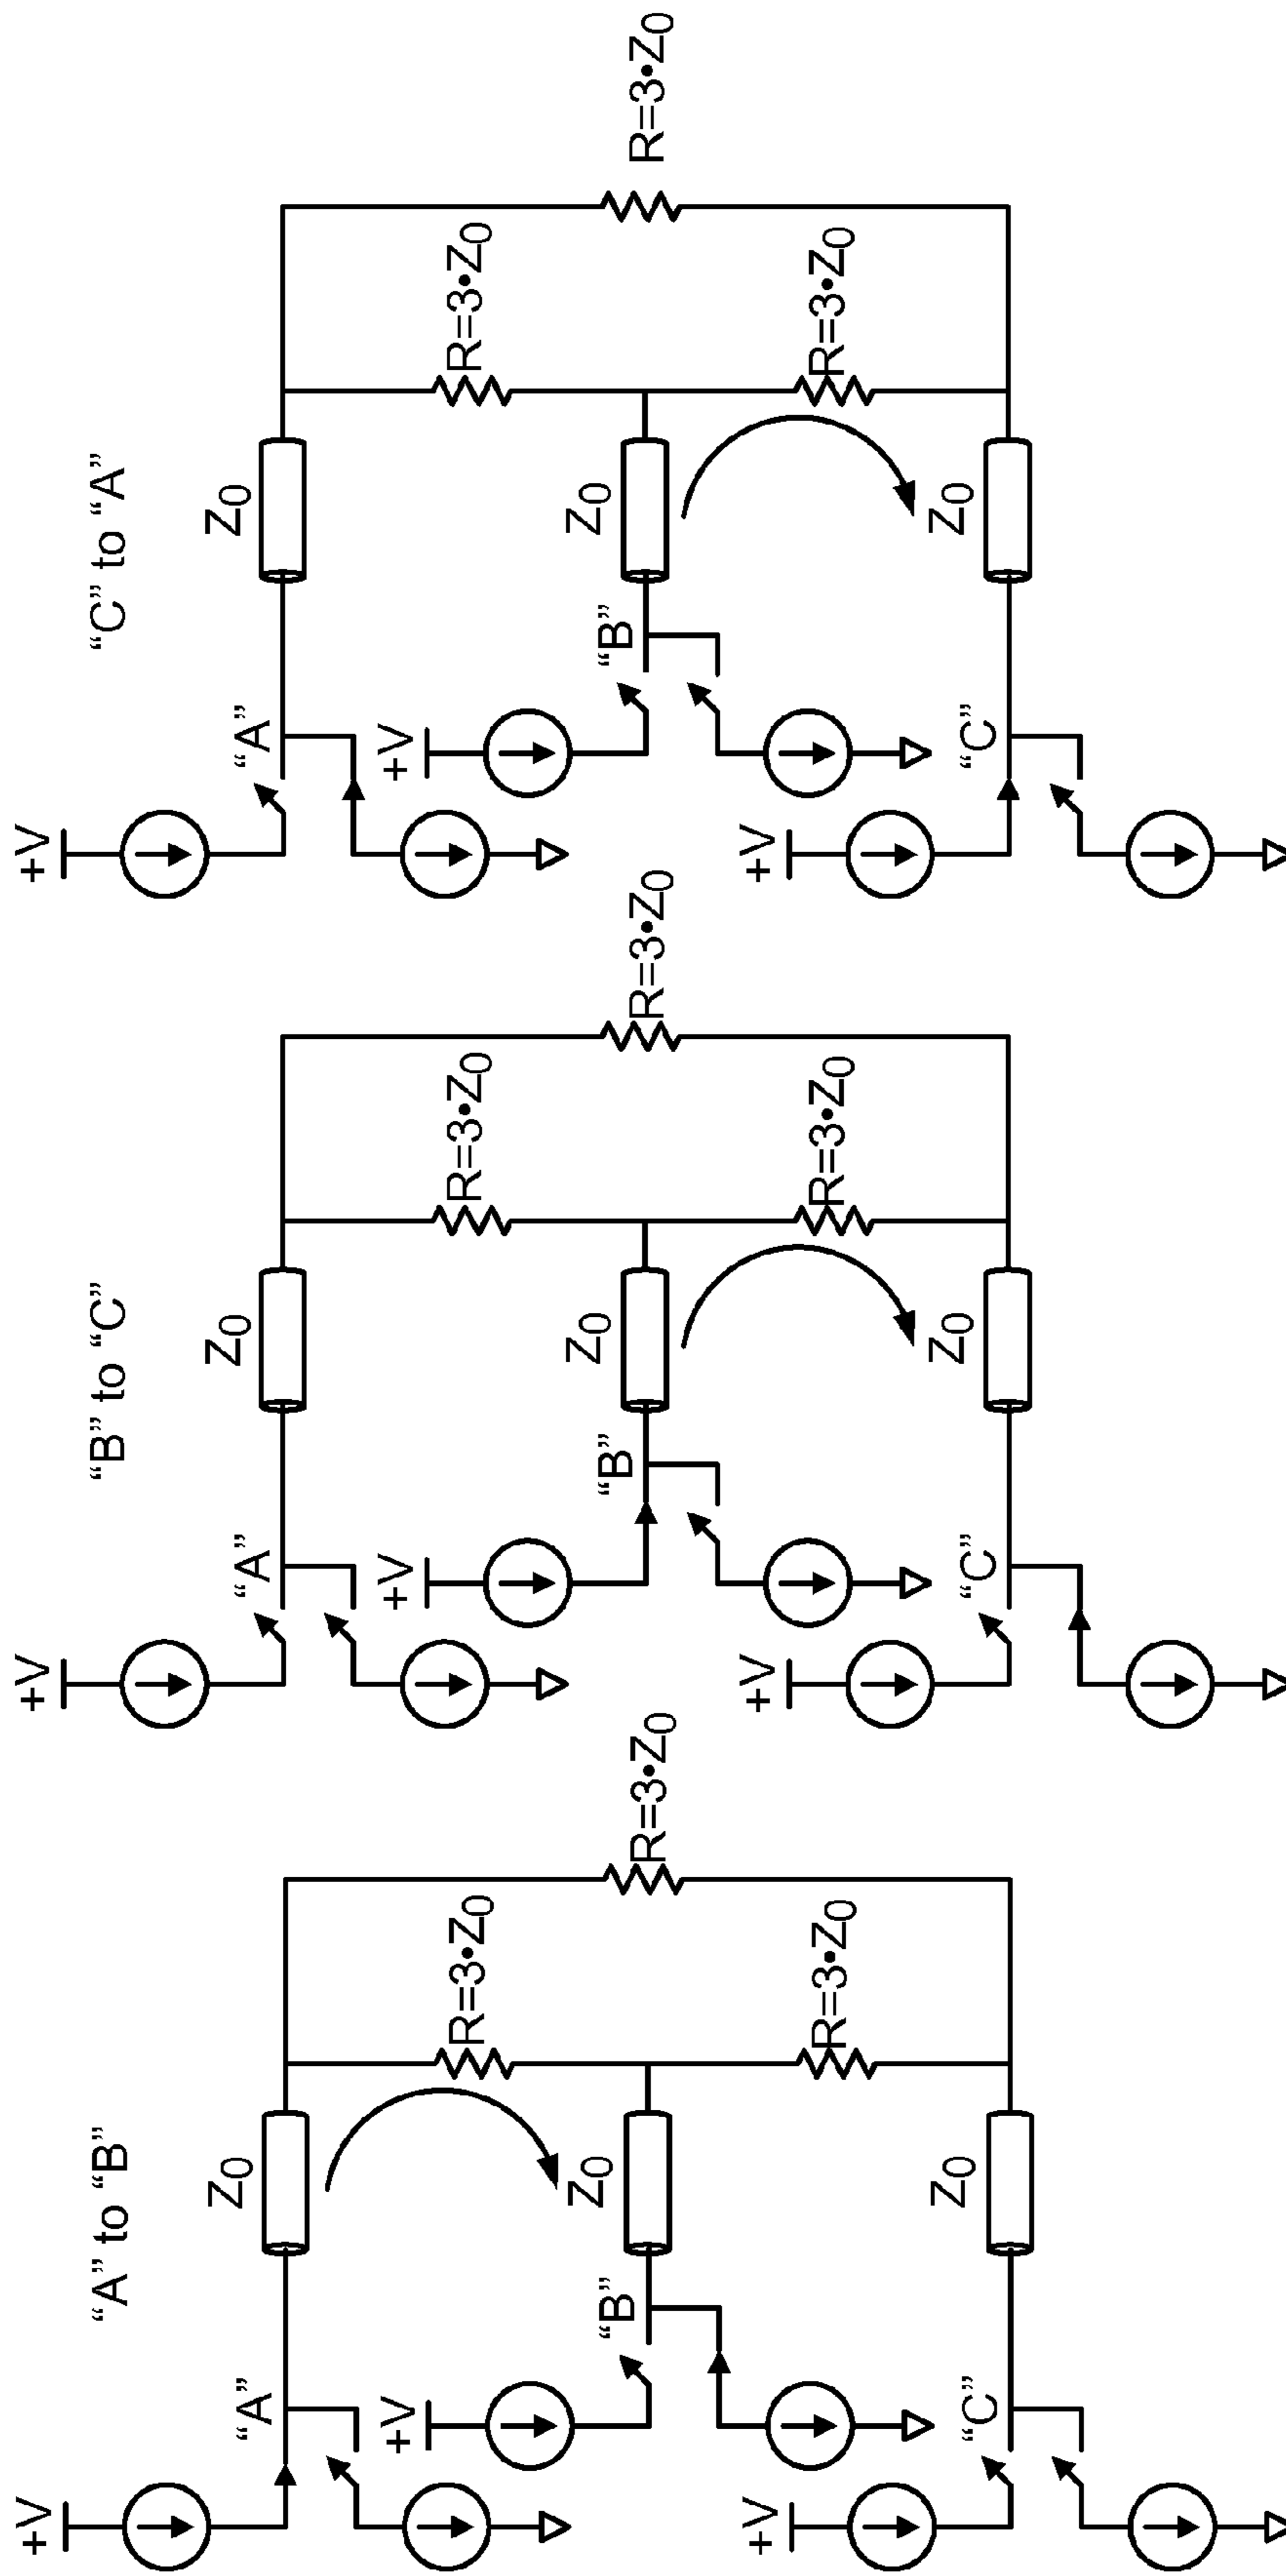 “A” to “B”
+V
“A”
Z0
+V
“B”
Z0
R=3•Z0
R=3•Z0
+V
“C”
Z0
R=3•Z0
“B” to “C”
+V
“A”
Z0
+V
“B”
Z0
R=3•Z0
R=3•Z0
+V
“C”
Z0
R=3•Z0
“C” to “A”
+V
“A”
Z0
+V
“B”
Z0
R=3•Z0
R=3•Z0
+V
“C”
Z0
R=3•Z0